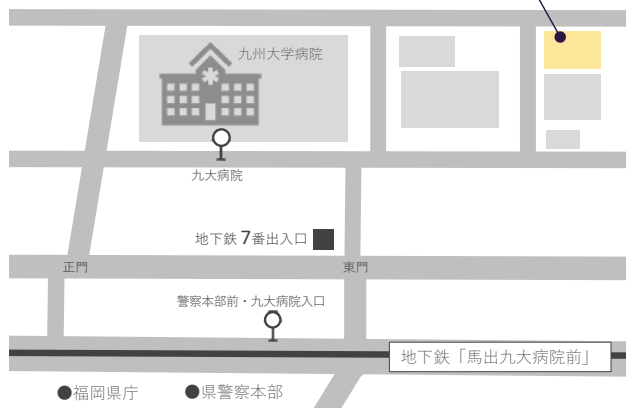 九州大学病院
九大病院
地下鉄 7番出入口
正門
東門
警察本部前・九大病院入口
地下鉄「馬出九大病院前」
●福岡県庁
●県警察本部